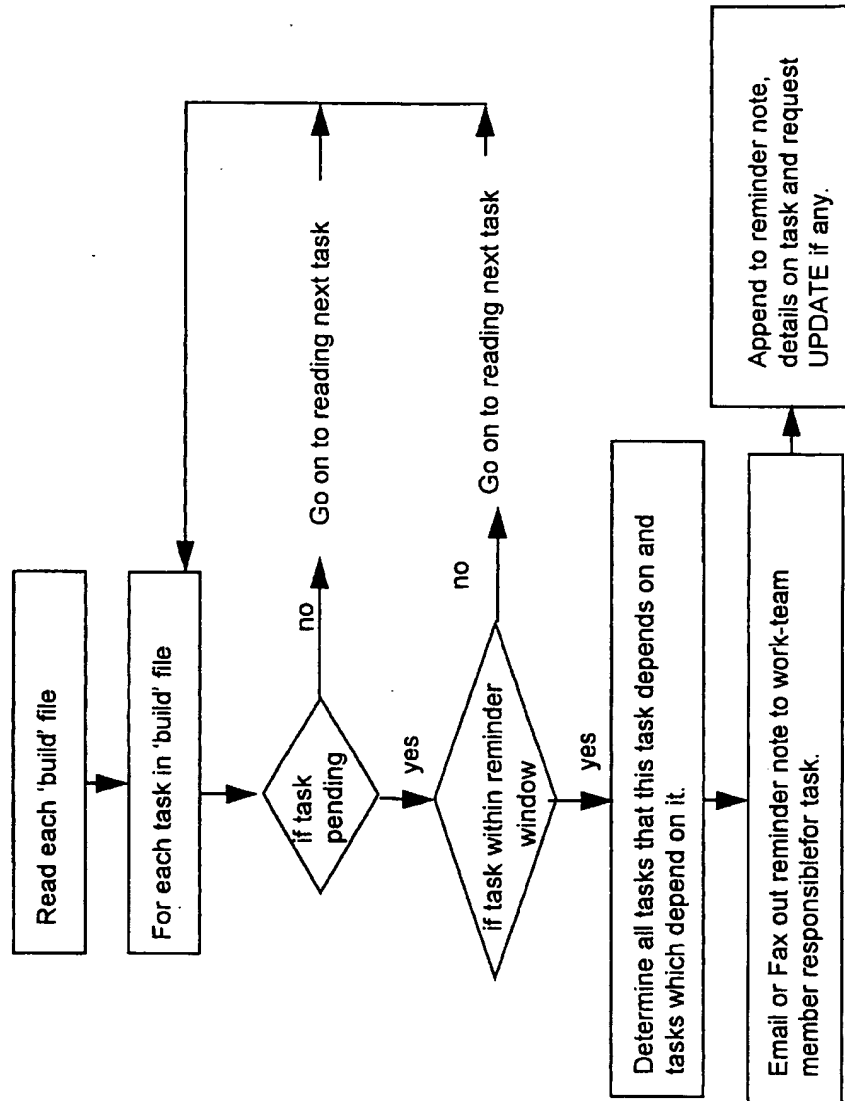 Read each 'build' file
For each task in 'build' file
if task
pending
no
Go on to reading next task
yes
if task within reminder
window
no
Go on to reading next task
yes
Determine all tasks that this task depends on and
tasks which depend on it.
Email or Fax out reminder note to work-team
member responsiblefor task.
Append to reminder note,
details on task and request
UPDATE if any.